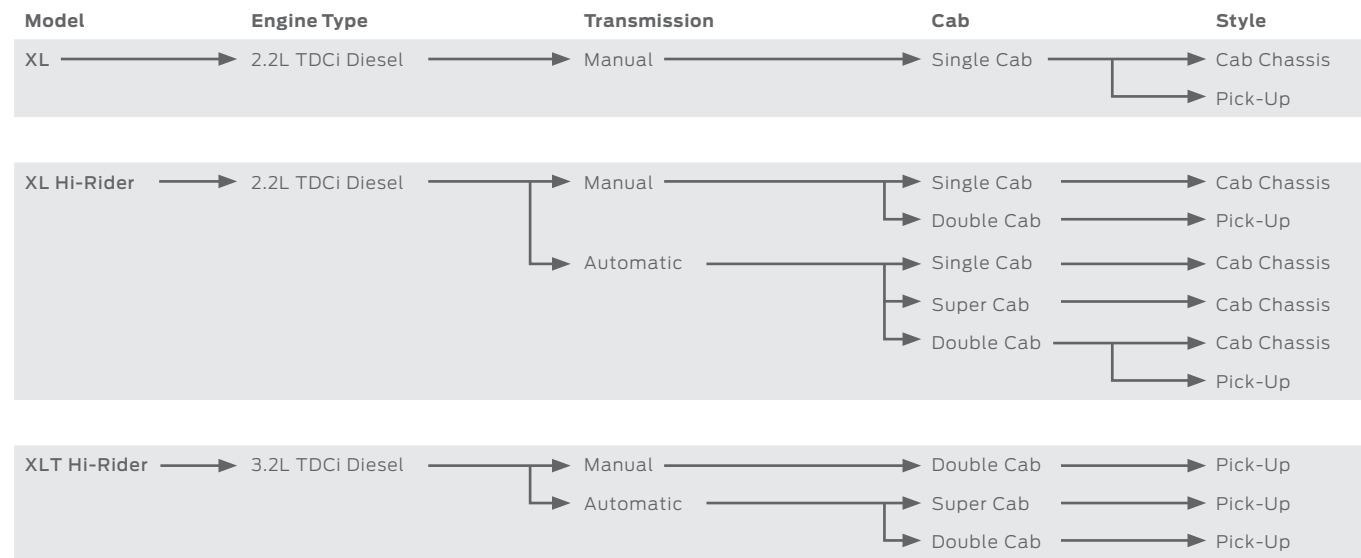 Model Engine Type Transmission Cab Style
XL 2.2L TDCi Diesel Manual Single Cab Cab Chassis
Pick-Up
XL Hi-Rider 2.2L TDCi Diesel Manual Single Cab Cab Chassis
Double Cab Pick-Up
Automatic Single Cab Cab Chassis
Super Cab Cab Chassis
Double Cab Cab Chassis
Pick-Up
XLT Hi-Rider 3.2L TDCi Diesel Manual Double Cab Pick-Up
Automatic Super Cab Pick-Up
Double Cab Pick-Up